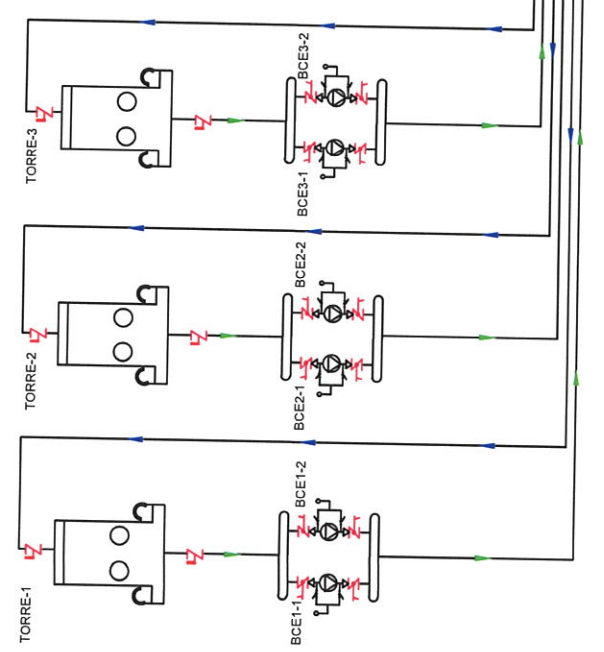 BCE3-2
TORRE-3
BCE3-1
BCE2-2
TORRE-2
BCE2-1
BCE1-2
TORRE-1
BCE1-1